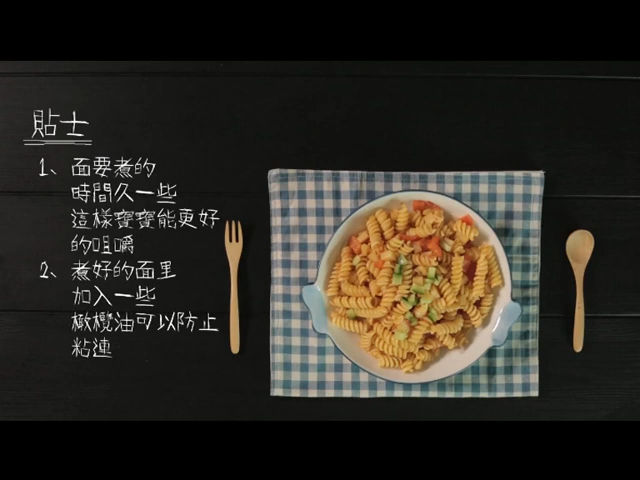 貼士
1、面要煮的
時間久一些
這樣寶寶能更好
的咀嚼
2、煮好的面里
加入一些
橄欖油可以防止
粘連